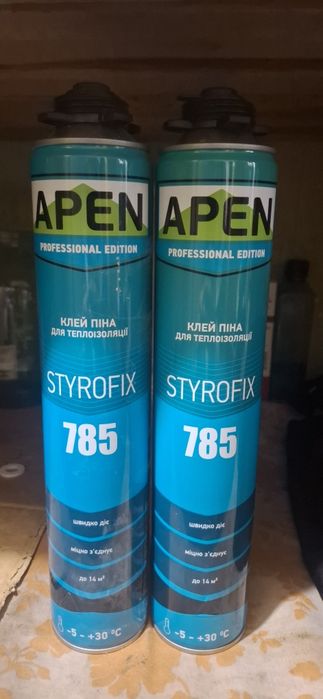 APEN
PROFESSIONAL EDITION
КЛЕЙ ПІНА
ДЛЯ ТЕПЛОІЗОЛЯЦІЇ
STYROFIX
785
швидко діє
міцно з'єднує
до 14 м²
-5 - +30 °C
APEN
PROFESSIONAL EDITION
КЛЕЙ ПІНА
ДЛЯ ТЕПЛОІЗОЛЯЦІЇ
STYROFIX
785
швидко діє
міцно з'єднує
до 14 м²
-5 - +30 °C